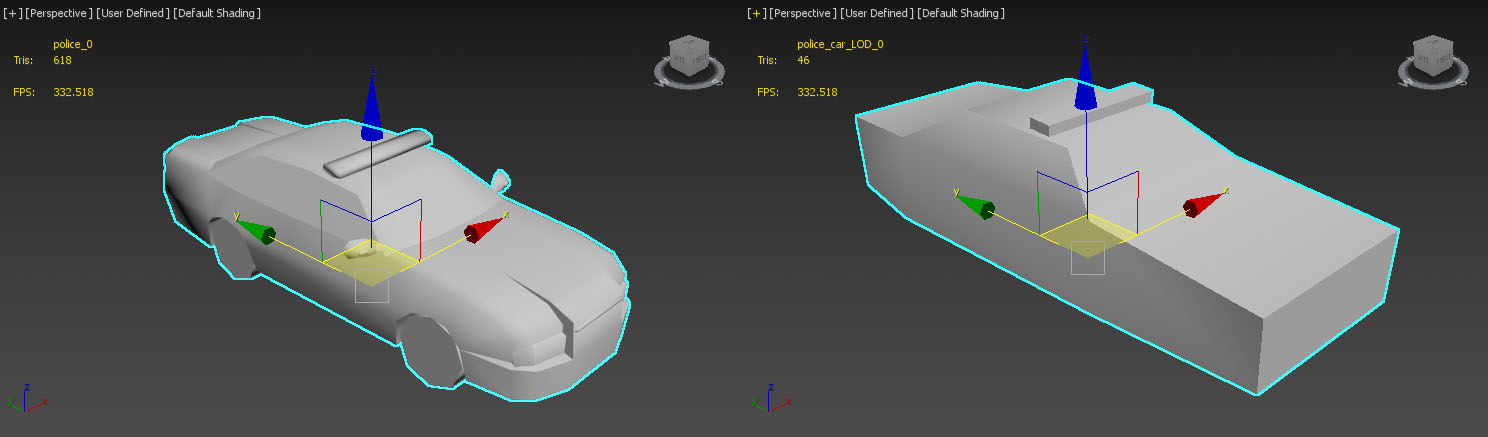 [+] [Perspective] [User Defined] [Default Shading]
police_0
Tris: 618
FPS: 332.518
z
y
x
z
y
x
[+] [Perspective] [User Defined] [Default Shading]
police_car_LOD_0
Tris: 46
FPS: 332.518
z
y
x
z
y
x